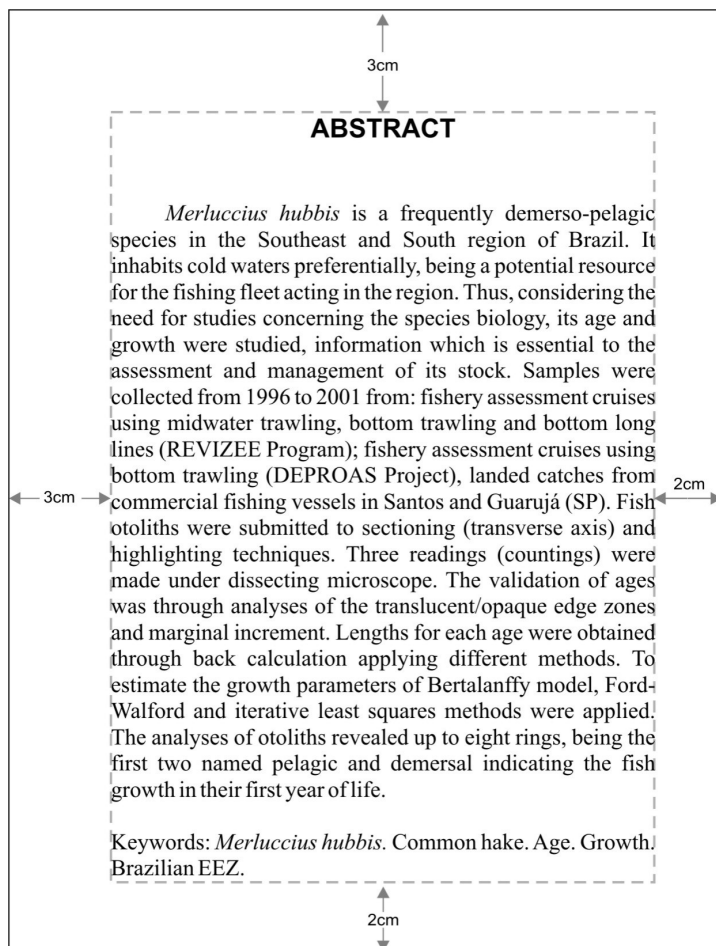 3cm
ABSTRACT
Merluccius hubbis is a frequently demerso-pelagic
species in the Southeast and South region of Brazil. It
inhabits cold waters preferentially, being a potential resource
for the fishing fleet acting in the region. Thus, considering the
need for studies concerning the species biology, its age and
growth were studied, information which is essential to the
assessment and management of its stock. Samples were
collected from 1996 to 2001 from: fishery assessment cruises
using midwater trawling, bottom trawling and bottom long
lines (REVIZEE Program); fishery assessment cruises using
bottom trawling (DEPROAS Project), landed catches from
3cm commercial fishing vessels in Santos and Guarujá (SP). Fish 2cm
otoliths were submitted to sectioning (transverse axis) and
highlighting techniques. Three readings (countings) were
made under dissecting microscope. The validation of ages
was through analyses of the translucent/opaque edge zones
and marginal increment. Lengths for each age were obtained
through back calculation applying different methods. To
estimate the growth parameters of Bertalanffy model, Ford-
Walford and iterative least squares methods were applied.
The analyses of otoliths revealed up to eight rings, being the
first two named pelagic and demersal indicating the fish
growth in their first year of life.
Keywords: Merluccius hubbis. Common hake. Age. Growth.
Brazilian EEZ.
2cm